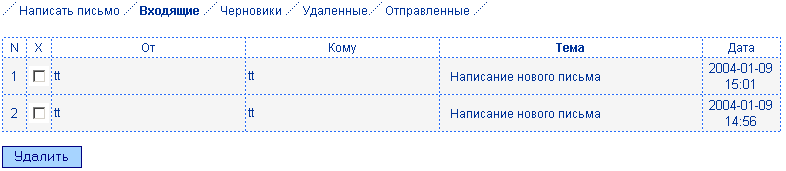 Написать письмо Входящие Черновики Удаленные Отправленные
N X От Кому Тема Дата
1 tt tt Написание нового письма 2004-01-09
15:01
2 tt tt Написание нового письма 2004-01-09
14:56
Удалить